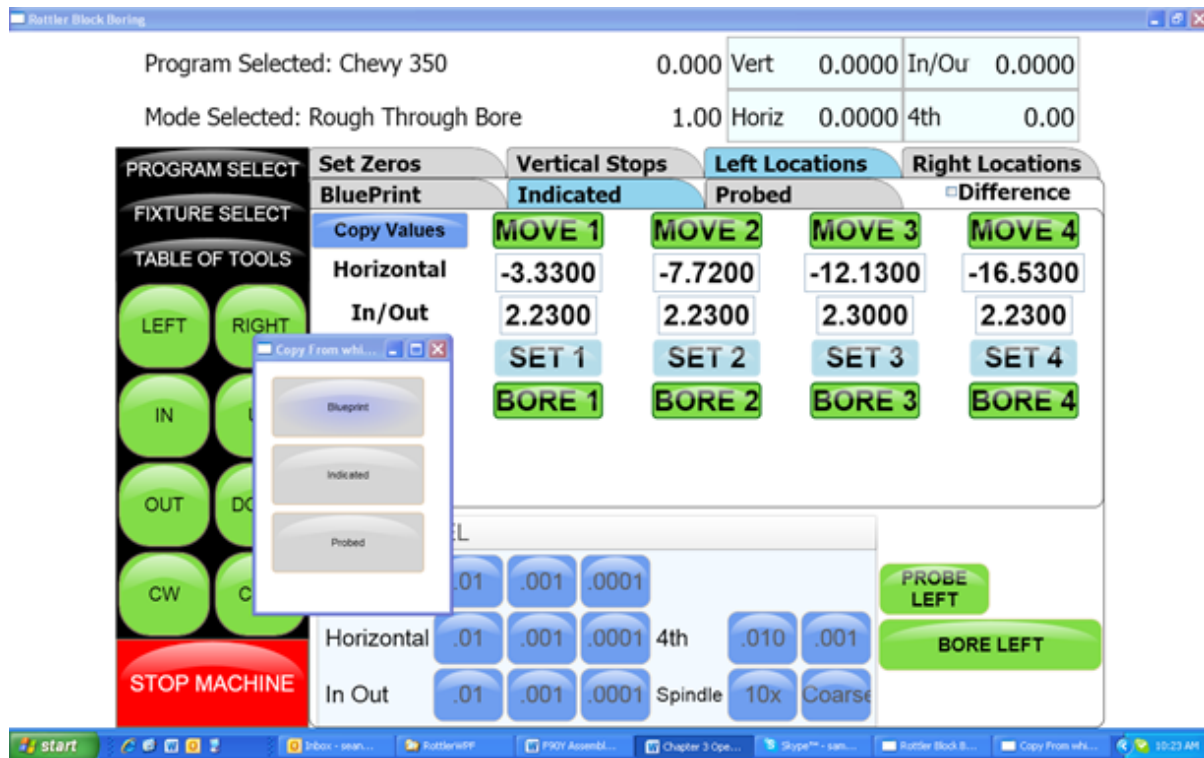 Rottler Block Boring
Program Selected: Chevy 350
0.000 Vert 0.0000 In/Our 0.0000
Mode Selected: Rough Through Bore
1.00 Horiz 0.0000 4th 0.00
PROGRAM SELECT
FIXTURE SELECT
TABLE OF TOOLS
Set Zeros Vertical Stops Left Locations Right Locations
BluePrint Indicated Probed Difference
Copy Values MOVE 1 MOVE 2 MOVE 3 MOVE 4
Horizontal -3.3300 -7.7200 -12.1300 -16.5300
In/Out 2.2300 2.2300 2.3000 2.2300
SET 1 SET 2 SET 3 SET 4
BORE 1 BORE 2 BORE 3 BORE 4
LEFT RIGHT
IN
OUT
CW
STOP MACHINE
Copy From whi...
Blueprint
Indicated
Probed
.01 .001 .0001
Horizontal .01 .001 .0001 4th .010 .001
In Out .01 .001 .0001 Spindle 10x Coarse
PROBE
LEFT
BORE LEFT
start Inbox - sean... RottlerWPF F90Y Assembl... Chapter 3 Ope... Skype™ - sam... Rottler Block B... Copy From whi... 10:23 AM